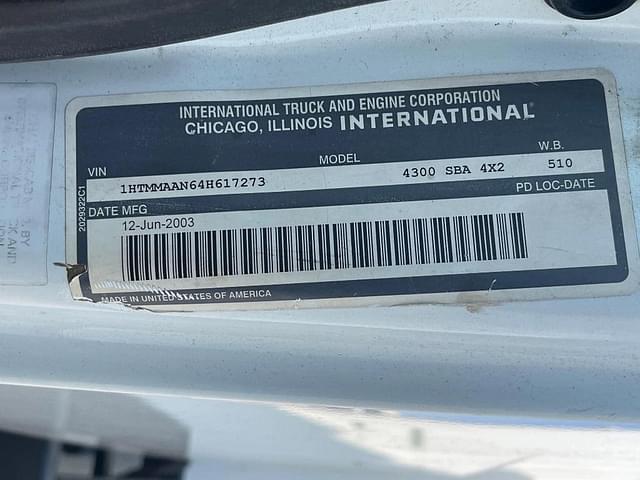 INTERNATIONAL TRUCK AND ENGINE CORPORATION
CHICAGO, ILLINOIS INTERNATIONAL
VIN MODEL W.B.
1HTMMAAN64H617273 4300 SBA 4X2 510
DATE MFG PD LOC-DATE
12-Jun-2003
MADE IN UNITED STATES OF AMERICA
2029322C1